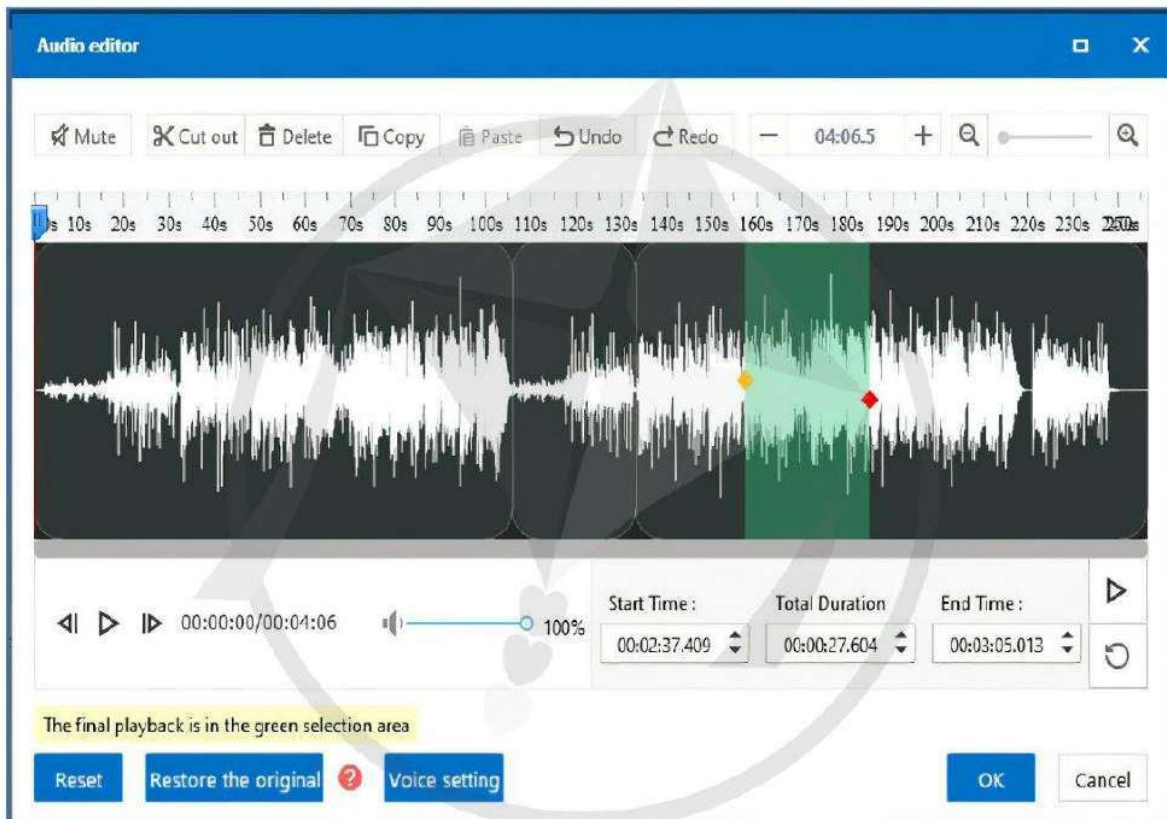 Audio editor
Mute Cut out Delete Copy Paste Undo Redo 04:06.5
10s 20s 30s 40s 50s 60s 70s 80s 90s 100s 110s 120s 130s 140s 150s 160s 170s 180s 190s 200s 210s 220s 230s
00:00:00/00:04:06
100%
Start Time : Total Duration End Time :
00:02:37.409 00:00:27.604 00:03:05.013
The final playback is in the green selection area
Reset Restore the original ? Voice setting OK Cancel